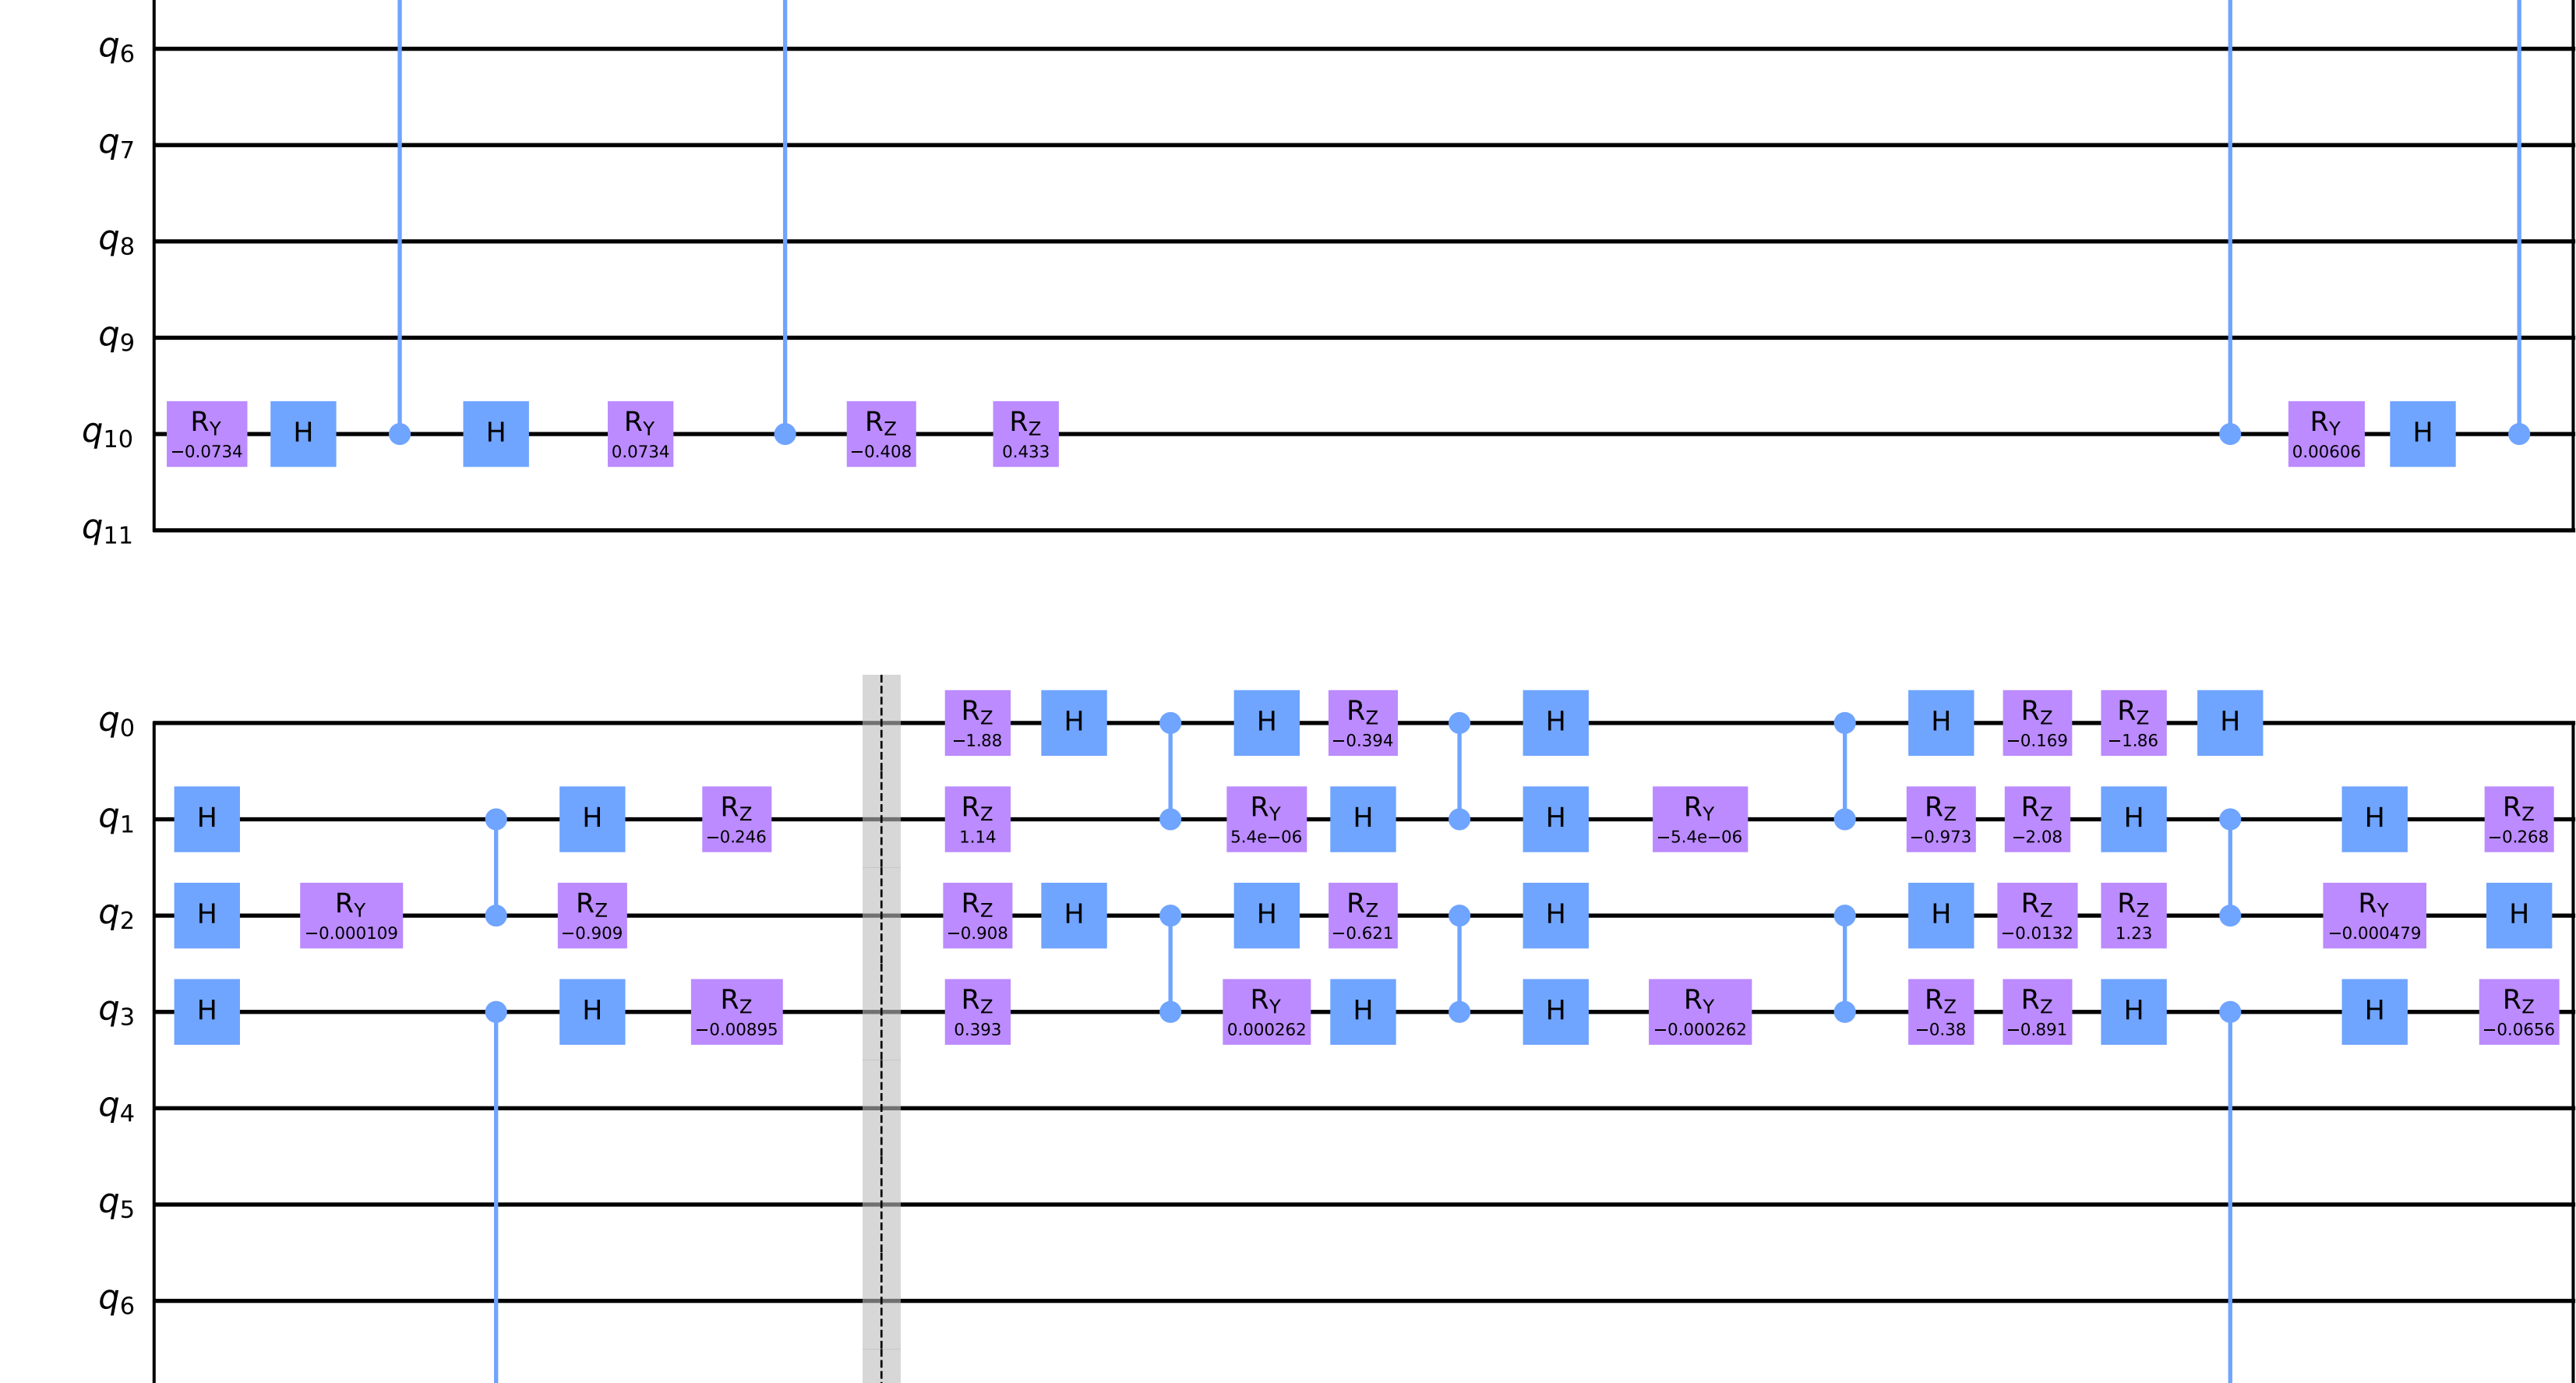 q6
q7
q8
q9
RY H H RY RZ RZ RY H
q10 −0.0734 0.0734 −0.408 0.433 0.00606
q11
RZ H H RZ H H RZ RZ H
q0 −1.88 −0.394 −0.169 −1.86
H H RZ RZ RY H H RY RZ RZ H H RZ
q1 −0.246 1.14 5.4e−06 −5.4e−06 −0.973 −2.08 −0.268
H RY RZ RZ H H RZ H H RZ RZ RY H
q2 −0.000109 −0.909 −0.908 −0.621 −0.0132 1.23 −0.000479
H H RZ RZ RY H H RY RZ RZ H H RZ
q3 −0.00895 0.393 0.000262 −0.000262 −0.38 −0.891 −0.0656
q4
q5
q6